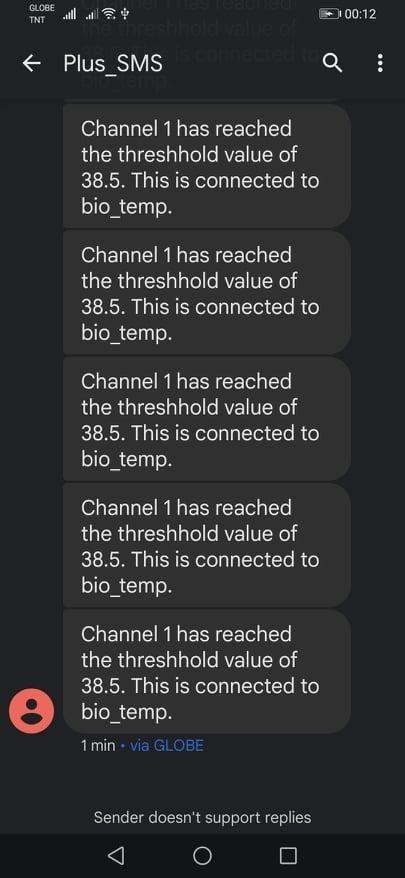 GLOBE
TNT
00:12
Plus_SMS
Channel 1 has reached
the threshhold value of
38.5. This is connected to
bio_temp.
Channel 1 has reached
the threshhold value of
38.5. This is connected to
bio_temp.
Channel 1 has reached
the threshhold value of
38.5. This is connected to
bio_temp.
Channel 1 has reached
the threshhold value of
38.5. This is connected to
bio_temp.
Channel 1 has reached
the threshhold value of
38.5. This is connected to
bio_temp.
1 min • via GLOBE
Sender doesn't support replies